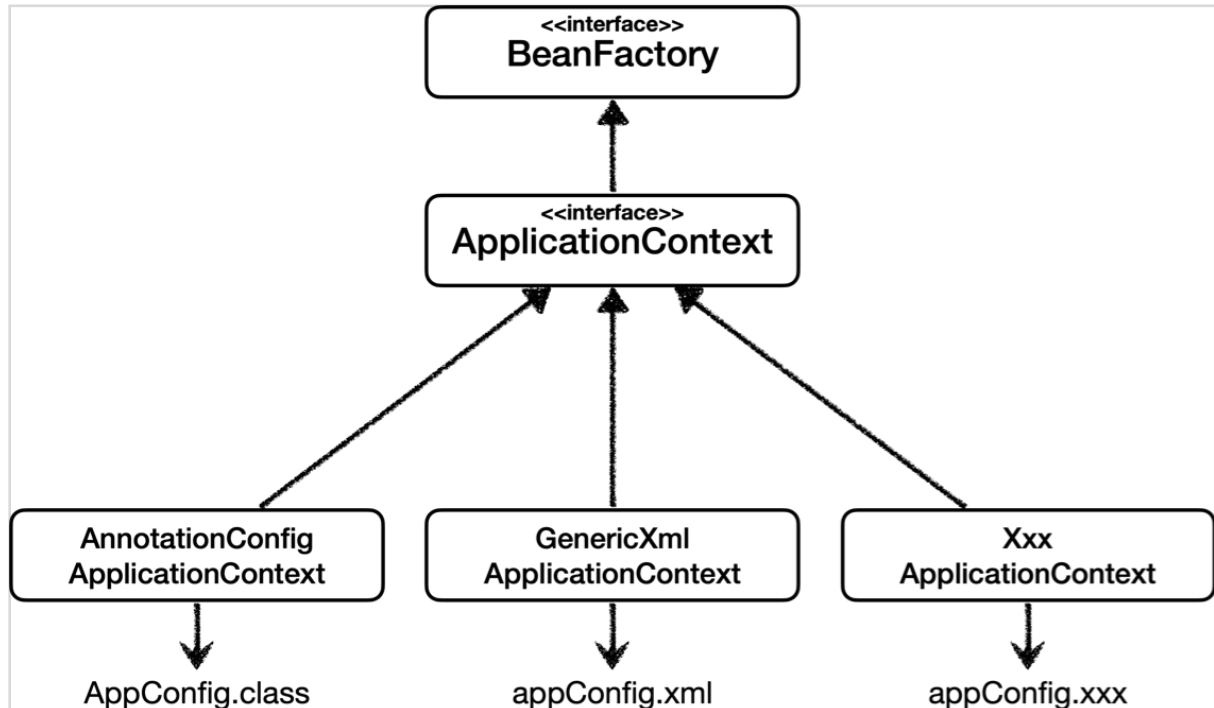 <<interface>>
BeanFactory
<<interface>>
ApplicationContext
AnnotationConfig
ApplicationContext
GenericXml
ApplicationContext
Xxx
ApplicationContext
AppConfig.class
appConfig.xml
appConfig.xxx